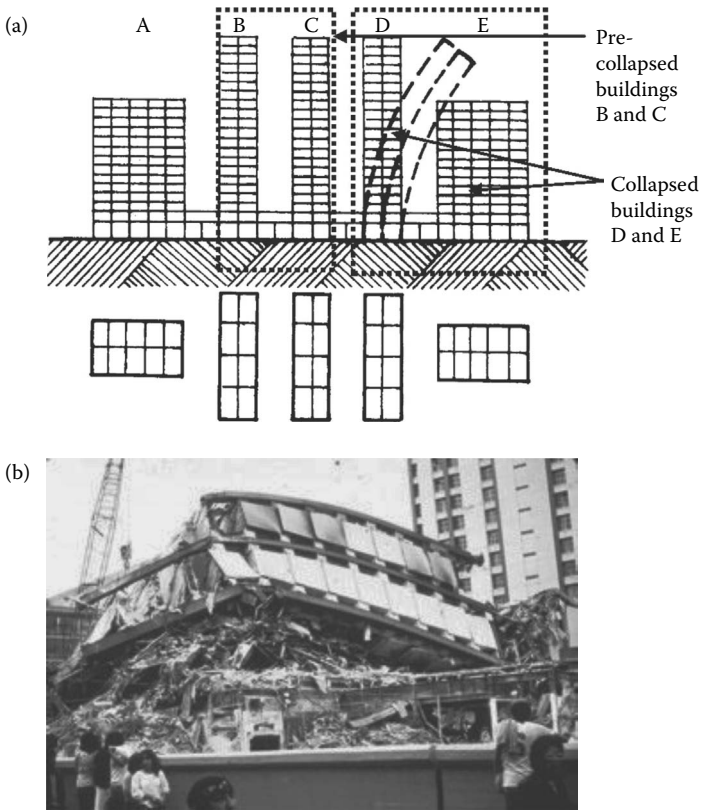 (a)
A B C D E
Pre-
collapsed
buildings
B and C
Collapsed
buildings
D and E
(b)